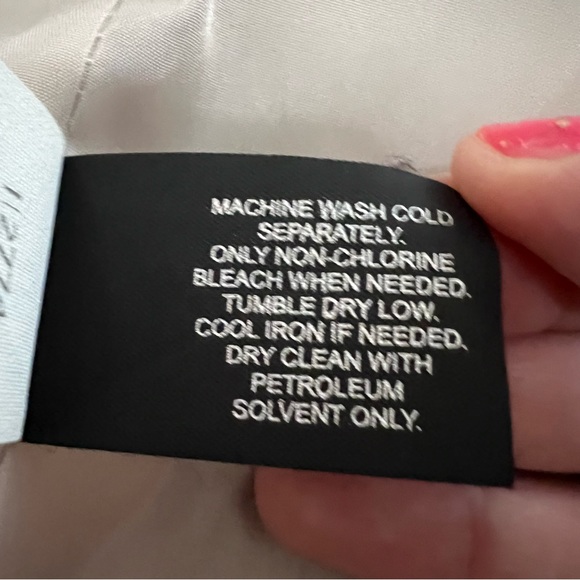 MACHINE WASH COLD
SEPARATELY.
ONLY NON-CHLORINE
BLEACH WHEN NEEDED.
TUMBLE DRY LOW.
COOL IRON IF NEEDED.
DRY CLEAN WITH
PETROLEUM
SOLVENT ONLY.